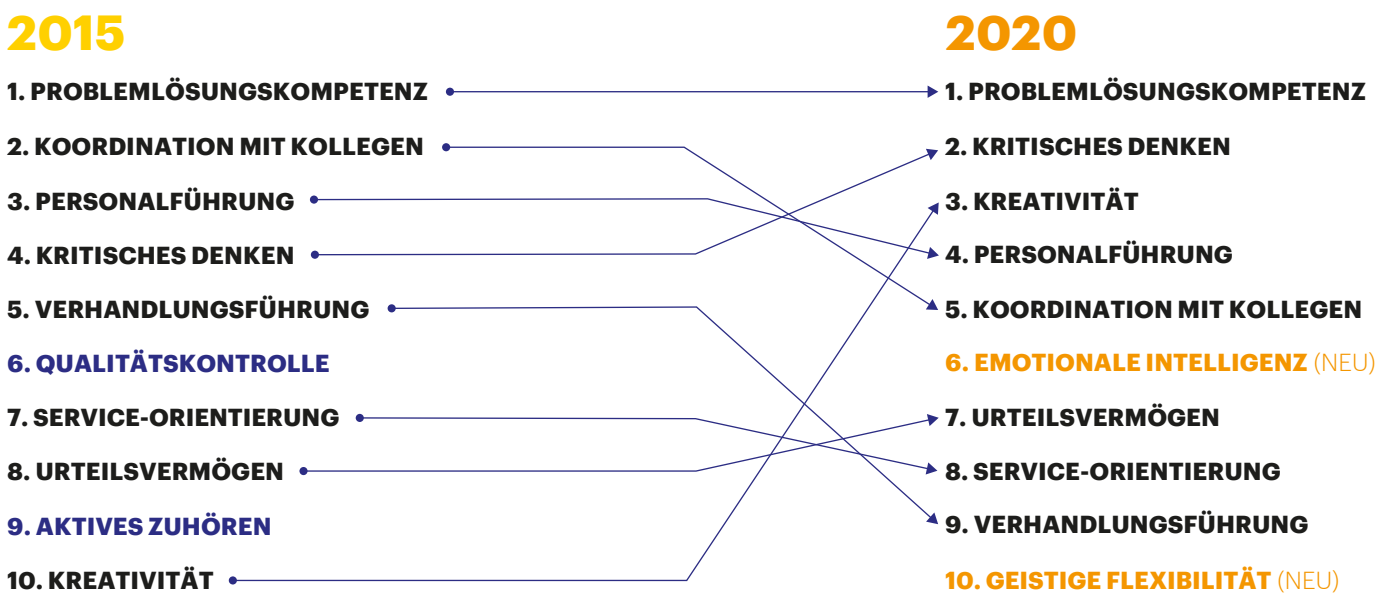 2015
1. PROBLEMLÖSUNGSKOMPETENZ
2. KOORDINATION MIT KOLLEGEN
3. PERSONALFÜHRUNG
4. KRITISCHES DENKEN
5. VERHANDLUNGSFÜHRUNG
6. QUALITÄTSKONTROLLE
7. SERVICE-ORIENTIERUNG
8. URTEILSVERMÖGEN
9. AKTIVES ZUHÖREN
10. KREATIVITÄT
2020
1. PROBLEMLÖSUNGSKOMPETENZ
2. KRITISCHES DENKEN
3. KREATIVITÄT
4. PERSONALFÜHRUNG
5. KOORDINATION MIT KOLLEGEN
6. EMOTIONALE INTELLIGENZ (NEU)
7. URTEILSVERMÖGEN
8. SERVICE-ORIENTIERUNG
9. VERHANDLUNGSFÜHRUNG
10. GEISTIGE FLEXIBILITÄT (NEU)